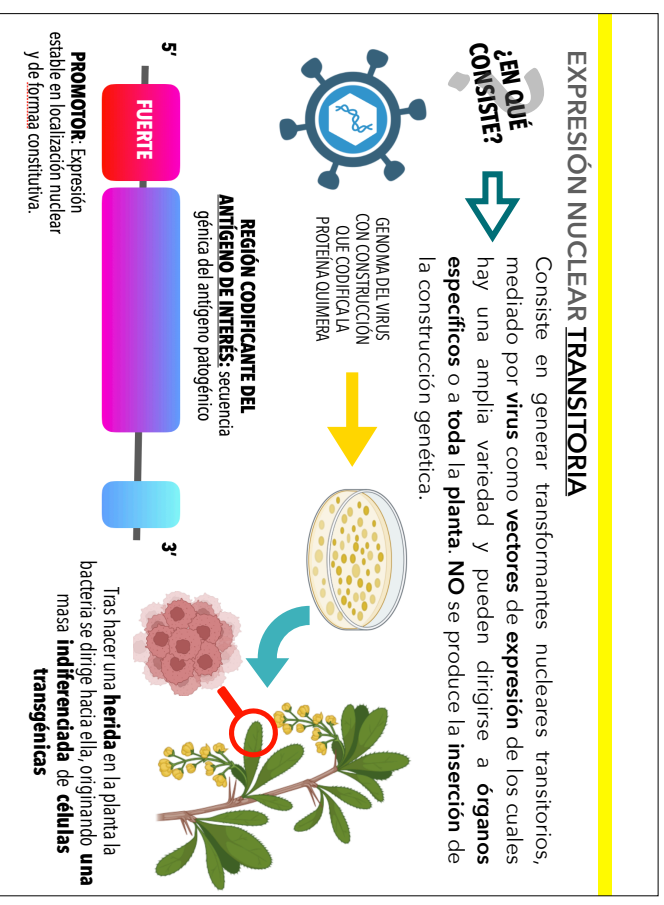 EXPRESIÓN NUCLEAR TRANSITORIA
¿EN QUÉ
CONSISTE?
Consiste en generar transformantes nucleares transitorios,
mediado por virus como vectores de expresión de los cuales
hay una amplia variedad y pueden dirigirse a órganos
específicos o a toda la planta. NO se produce la inserción de
la construcción genética.
GENOMA DEL VIRUS
CON CONSTRUCCIÓN
QUE CODIFICA LA
PROTEÍNA QUIMERA
REGIÓN CODIFICANTE DEL
ANTÍGENO DE INTERÉS: secuencia
génica del antígeno patogénico
5'
FUERTE
3'
PROMOTOR: Expresión
estable en localización nuclear
y de formaa constitutiva.
Tras hacer una herida en la planta la
bacteria se dirige hacia ella, originando una
masa indiferenciada de células
transgénicas